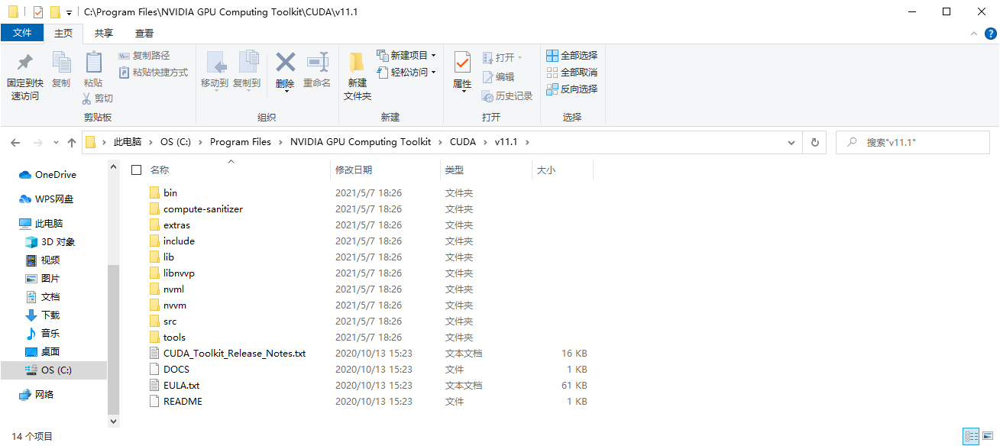 C:\Program Files\NVIDIA GPU Computing Toolkit\CUDA\v11.1
文件 主页 共享 查看
固定到快速访问
复制
粘贴
复制路径
粘贴快捷方式
剪切
剪贴板
移动到
复制到
删除
重命名
组织
新建文件夹
新建项目
轻松访问
新建
属性
打开
编辑
历史记录
打开
全部选择
全部取消
反向选择
选择
此电脑 OS (C:) Program Files NVIDIA GPU Computing Toolkit CUDA v11.1
搜索"v11.1"
OneDrive
WPS网盘
此电脑
3D 对象
视频
图片
文档
下载
音乐
桌面
OS (C:)
网络
名称 修改日期 类型 大小
bin 2021/5/7 18:26 文件夹
compute-sanitizer 2021/5/7 18:26 文件夹
extras 2021/5/7 18:26 文件夹
include 2021/5/7 18:26 文件夹
lib 2021/5/7 18:26 文件夹
libnvvp 2021/5/7 18:26 文件夹
nvml 2021/5/7 18:26 文件夹
nvvm 2021/5/7 18:26 文件夹
src 2021/5/7 18:26 文件夹
tools 2021/5/7 18:26 文件夹
CUDA_Toolkit_Release_Notes.txt 2020/10/13 15:23 文本文档 16 KB
DOCS 2020/10/13 15:23 文件 1 KB
EULA.txt 2020/10/13 15:23 文本文档 61 KB
README 2020/10/13 15:23 文件 1 KB
14 个项目